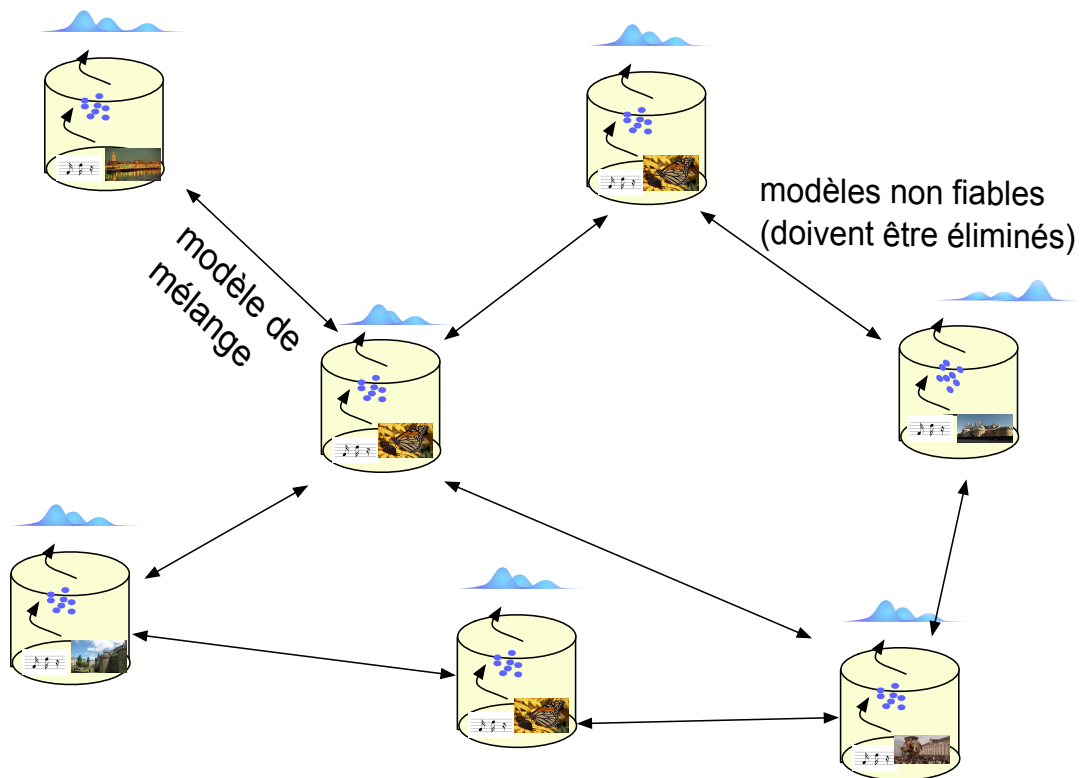 modèles non fiables
(doivent être éliminés)
modèle de
mélange